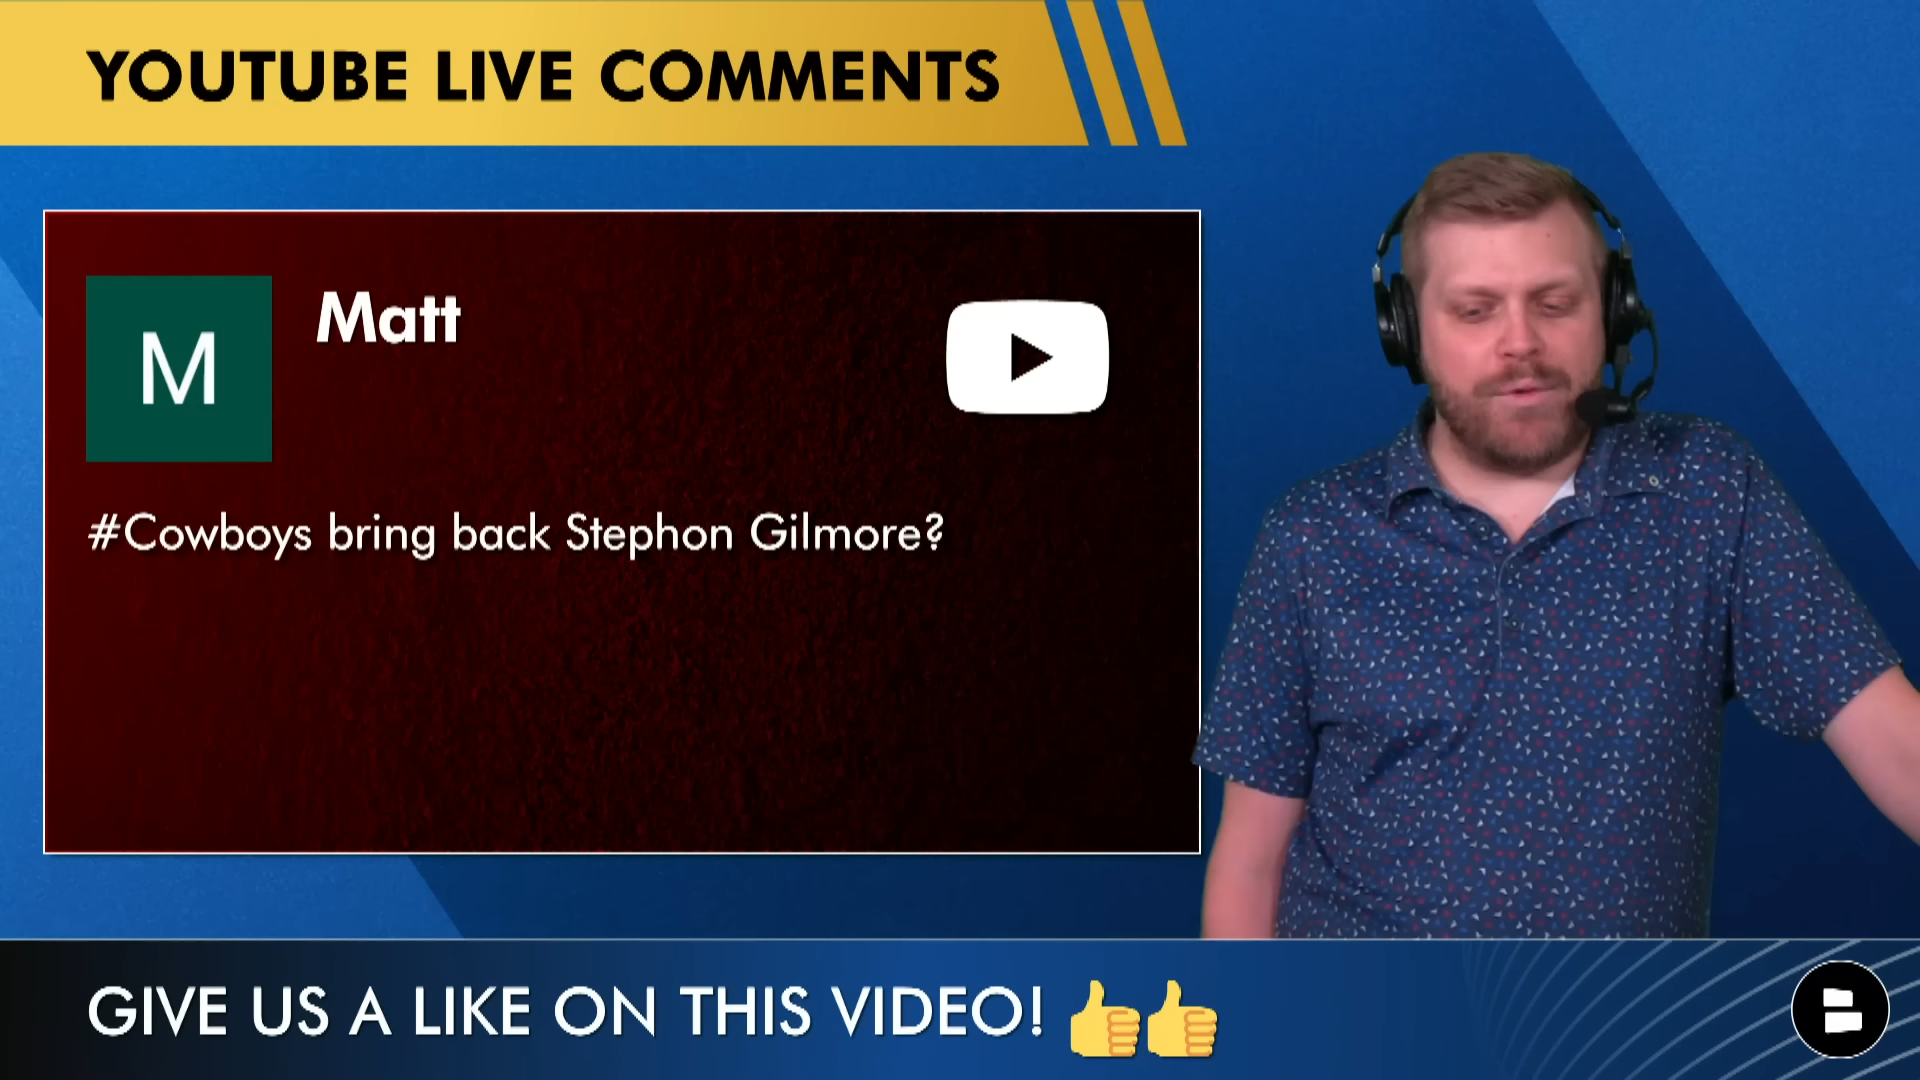 YOUTUBE LIVE COMMENTS
M
Matt
#Cowboys bring back Stephon Gilmore?
GIVE US A LIKE ON THIS VIDEO!